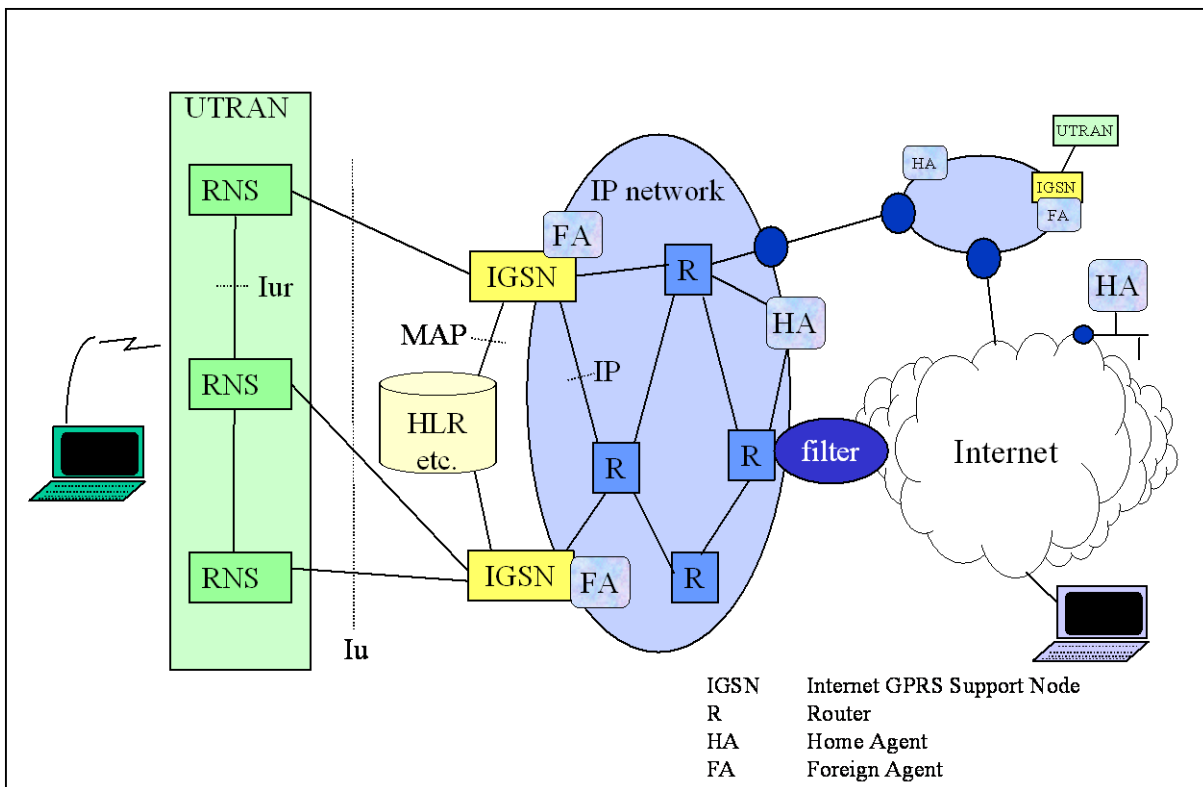 UTRAN
RNS
Iur
RNS
RNS
Iu
IP network
FA
IGSN
MAP
HLR
etc.
IP
IGSN
FA
R
HA
R
R
R
filter
HA
UTRAN
IGSN
FA
HA
Internet
IGSN Internet GPRS Support Node
R Router
HA Home Agent
FA Foreign Agent